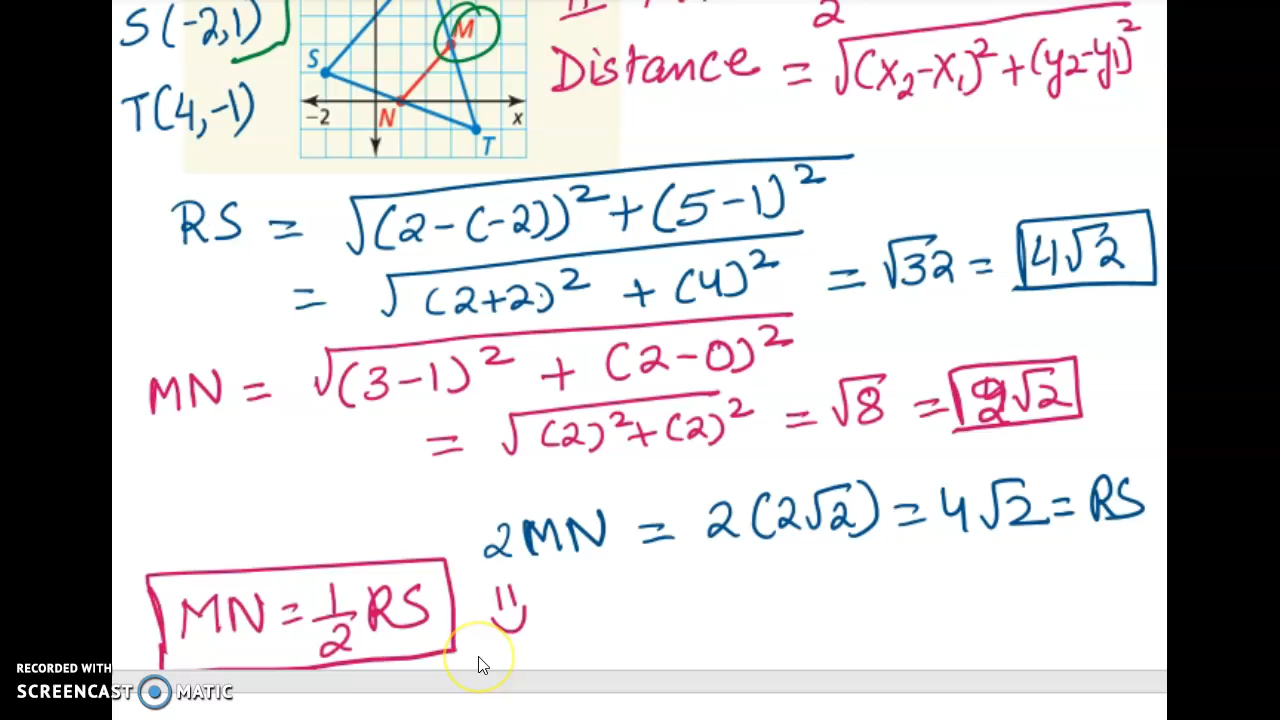 S(-2,1)
T(4,-1)
S
M
N
T
-2
x
2
Distance = √(x₂-x₁)²+(y₂-y₁)²
RS = √(2-(-2))²+(5-1)²
= √(2+2)² + (4)² = √32 = 4√2
MN = √(3-1)² + (2-0)²
= √(2)²+(2)² = √8 = 2√2
2MN = 2(2√2) = 4√2 = RS
MN = 1/2 RS
RECORDED WITH
SCREENCAST MATIC